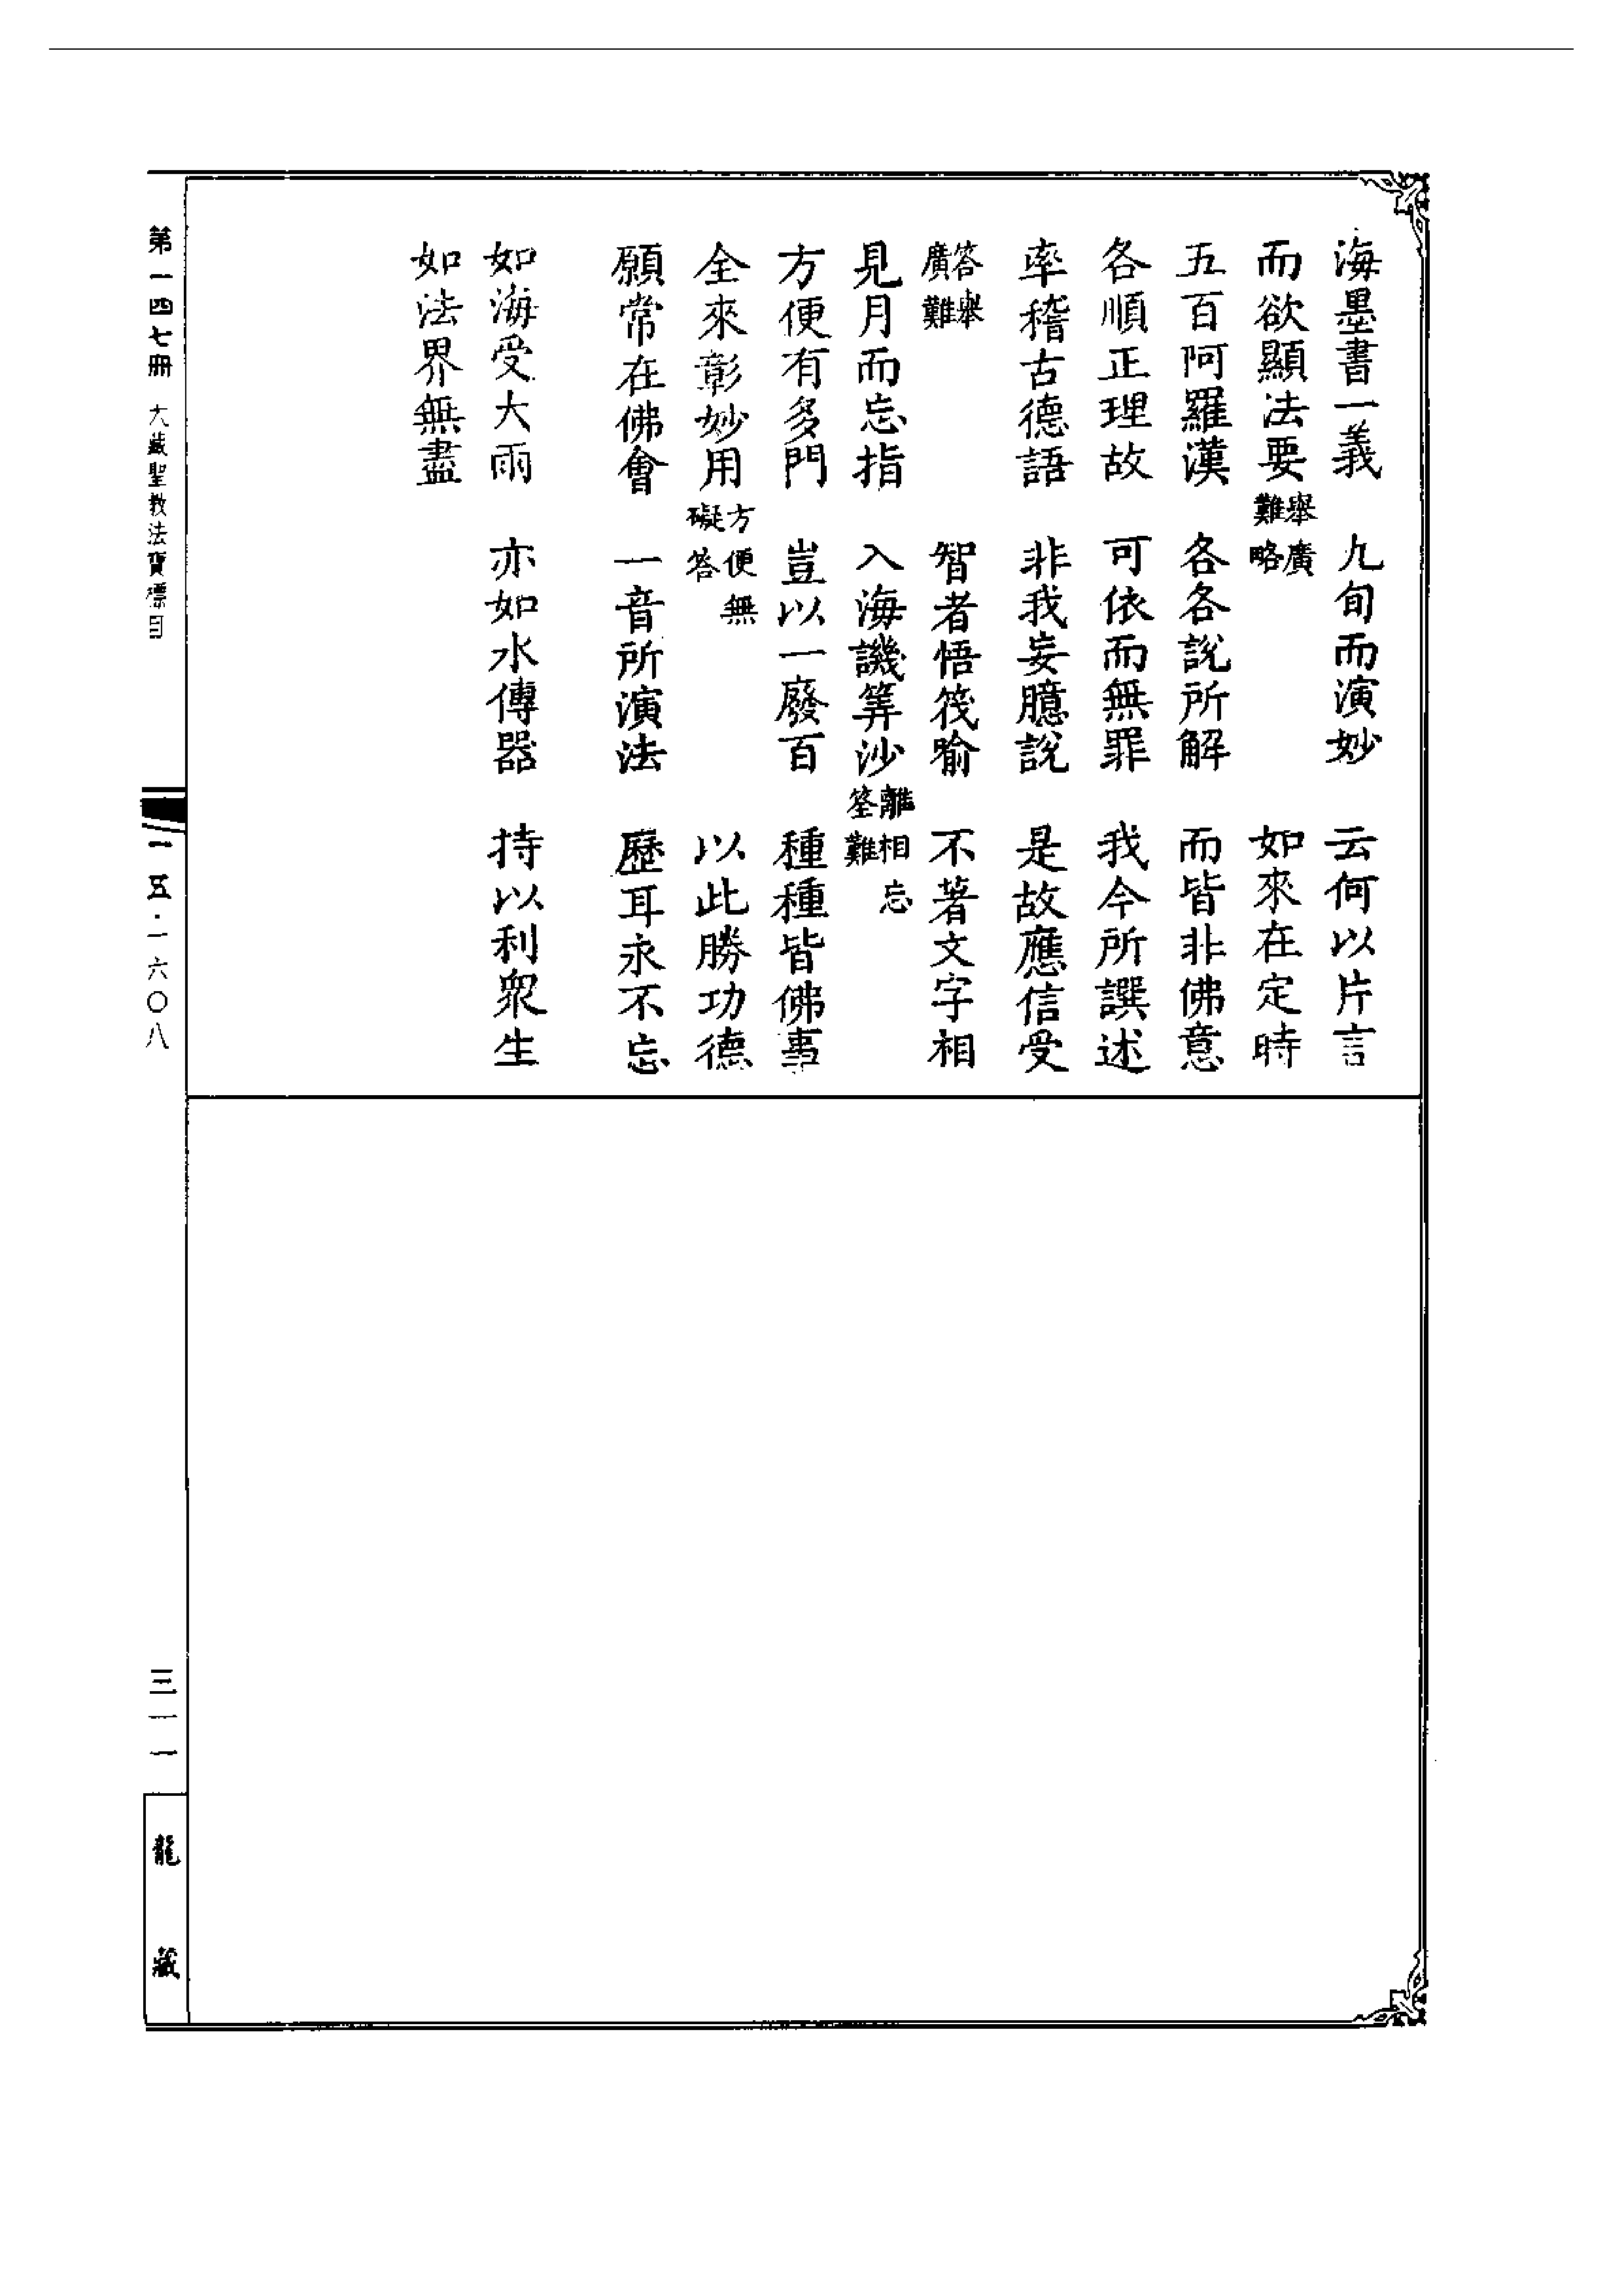 海墨書一義　九旬而演妙　云何以片言
而欲顯法要舉廣難略　如來在定時
五百阿羅漢　各各說所解　而皆非佛意
各順正理故　可依而無罪　我今所譔述
率稽古德語　非我妄臆說　是故應信受
答舉廣難　智者悟筏喻　不著文字相
見月而忘指　入海譏筭沙離相忘筌難
方便有多門　豈以一廢百　種種皆佛事
全來彰妙用方便無礙答　以此勝功德
願常在佛會　一音所演法　歷耳永不忘
如海受大雨　亦如水傳器　持以利眾生
如法界無盡
第一四七冊　大藏聖教法寶標目　一五·一六〇八　三一一　龍藏